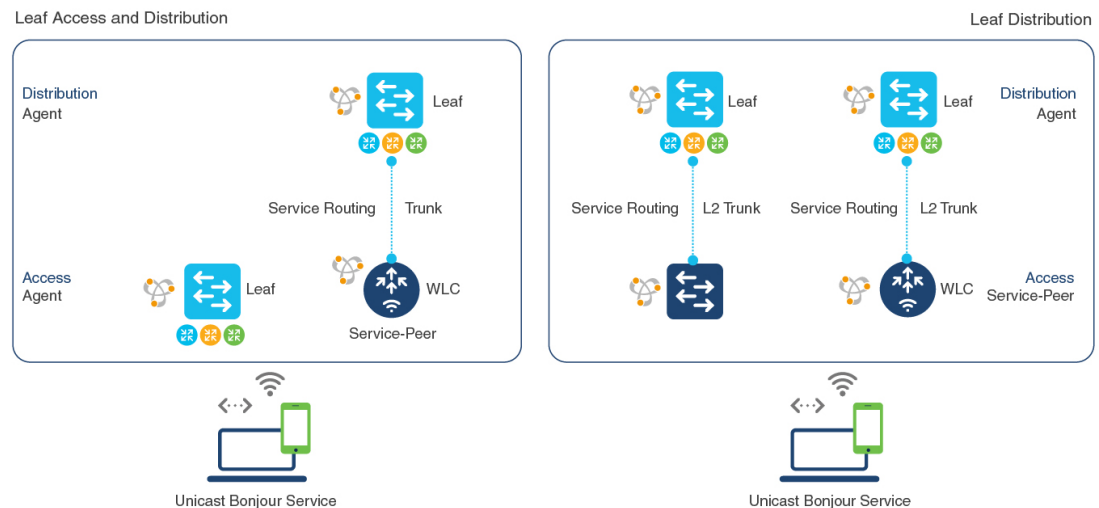 Leaf Access and Distribution
Leaf Distribution
Distribution
Agent
Leaf
Service Routing
Trunk
Access
Agent
Leaf
WLC
Service-Peer
Unicast Bonjour Service
Leaf
Leaf
Distribution
Agent
Service Routing
L2 Trunk
Service Routing
L2 Trunk
WLC
Access
Service-Peer
Unicast Bonjour Service